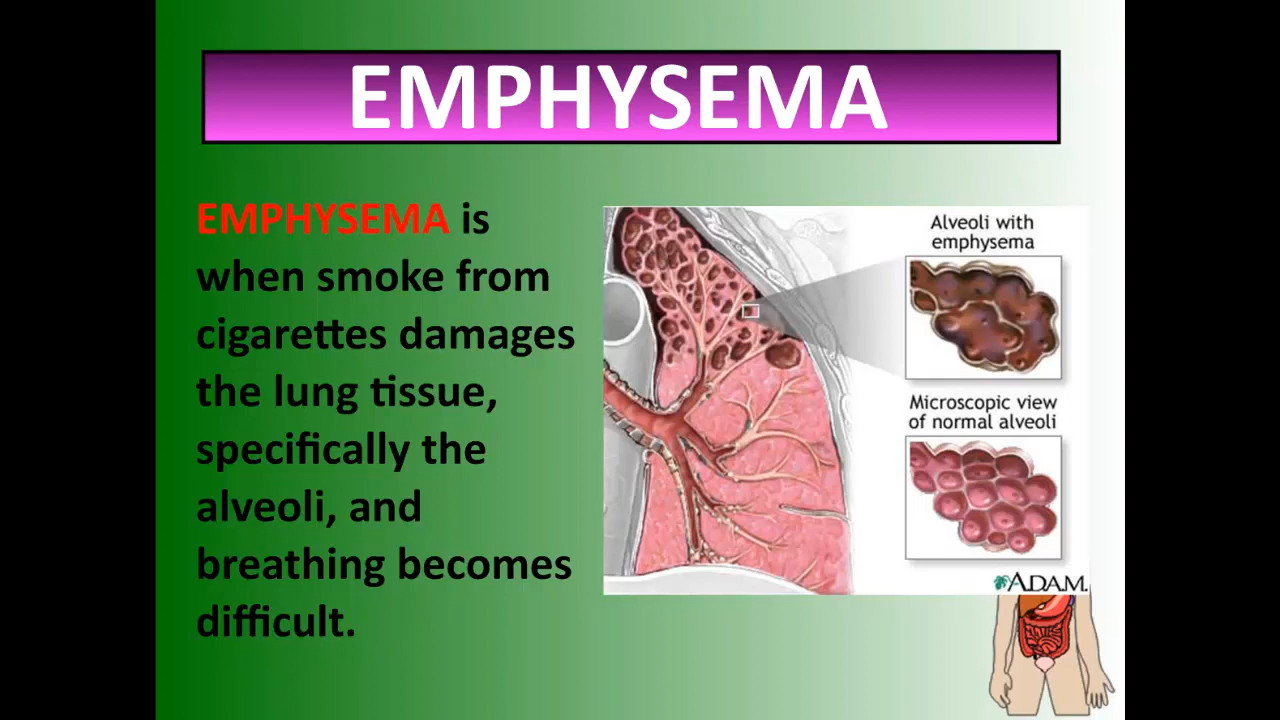 EMPHYSEMA
EMPHYSEMA is
when smoke from
cigarettes damages
the lung tissue,
specifically the
alveoli, and
breathing becomes
difficult.
Alveoli with
emphysema
Microscopic view
of normal alveoli
A.D.A.M.